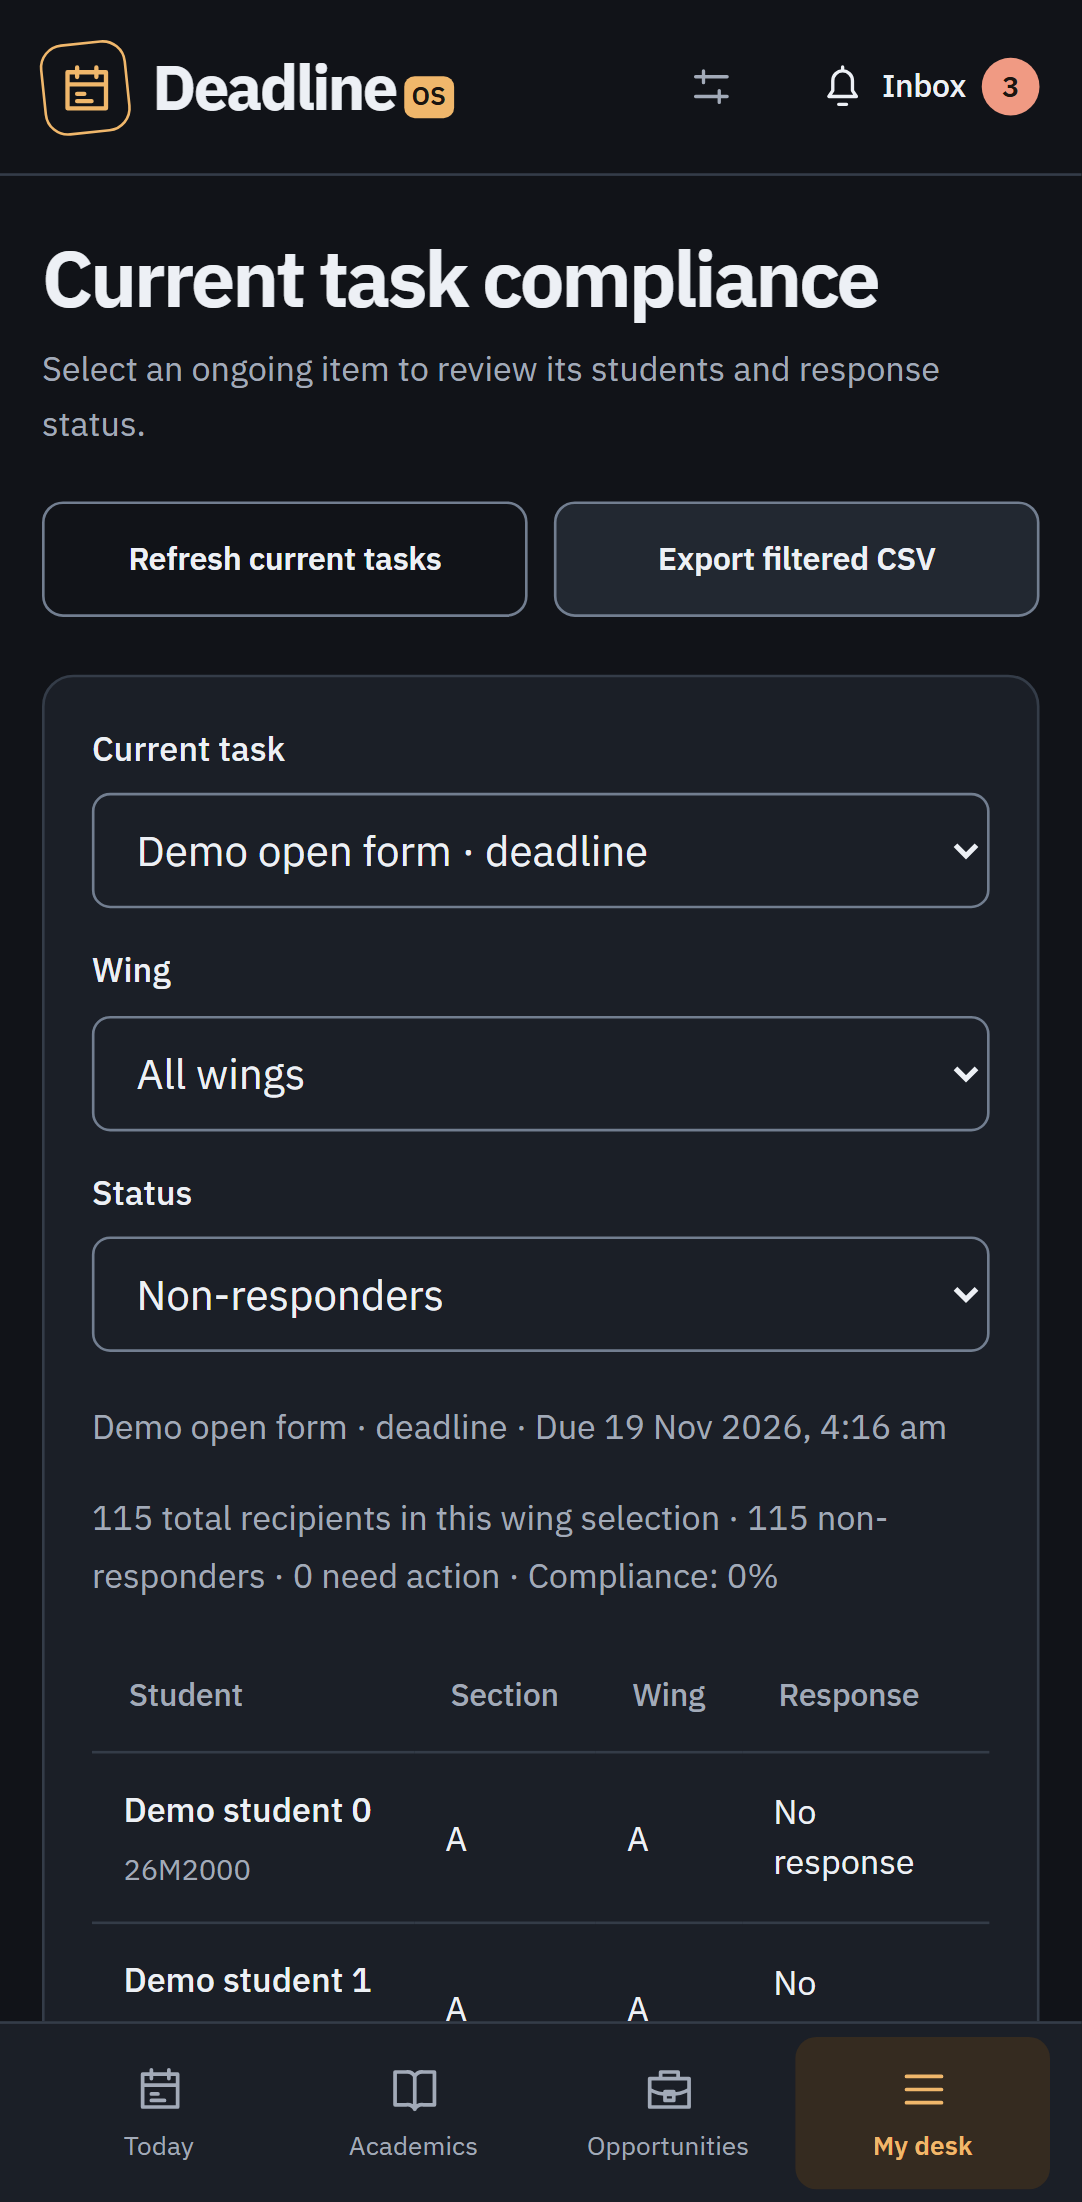 Deadline OS
Inbox 3
Current task compliance
Select an ongoing item to review its students and response
status.
Refresh current tasks
Export filtered CSV
Current task
Demo open form · deadline
Wing
All wings
Status
Non-responders
Demo open form · deadline · Due 19 Nov 2026, 4:16 am
115 total recipients in this wing selection · 115 non-
responders · 0 need action · Compliance: 0%
Student Section Wing Response
Demo student 0 A A No
26M2000 response
Demo student 1 A A No
Today Academics Opportunities My desk